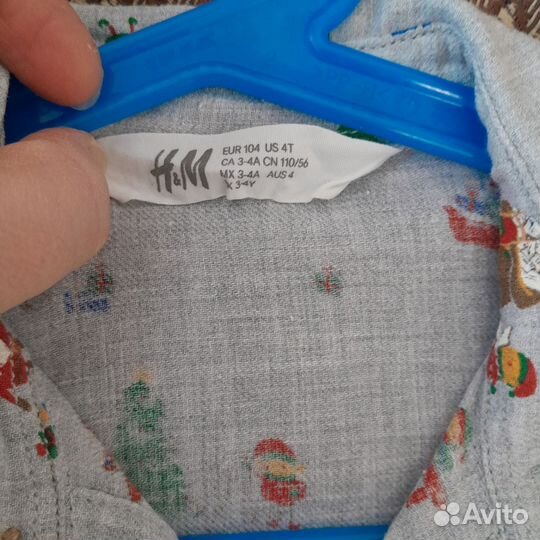 H&M
EUR 104 US 4T
CA 3-4A CN 110/56
MX 3-4A AUS 4
3-4Y
Avito